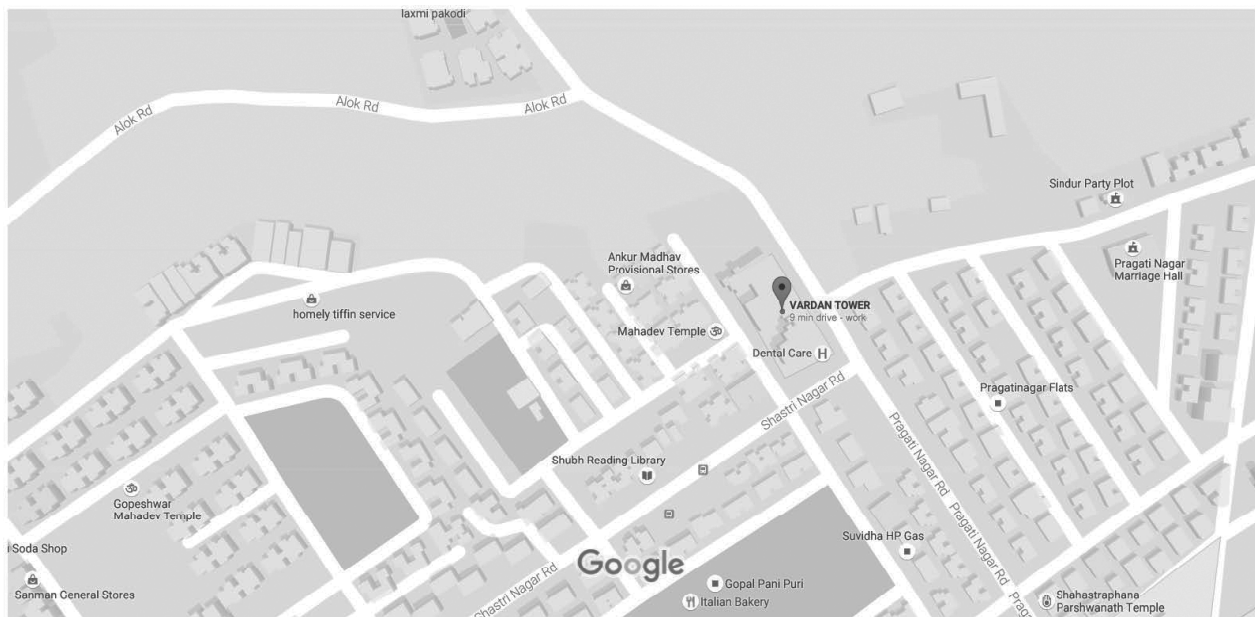 laxmi pakodi
Alok Rd
Alok Rd
Alok Rd
Sindur Party Plot
Pragati Nagar
Marriage Hall
Ankur Madhav
Provisional Stores
homely tiffin service
VARDAN TOWER
9 min drive - work
Mahadev Temple
Dental Care
H
Pragatinagar Flats
Shastri Nagar Rd
Pragati Nagar Rd
Shubh Reading Library
Gopeshwar
Mahadev Temple
Pragati Nagar Rd
Suvidha HP Gas
i Soda Shop
Sanman General Stores
Google
Shastri Nagar Rd
Gopal Pani Puri
Italian Bakery
Shahastraphana
Parshwanath Temple
Praga